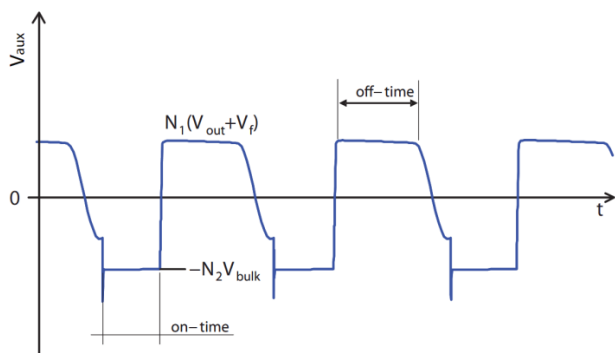 Vaux
off-time
N₁(Vout+Vf)
0
t
−N₂Vbulk
on-time